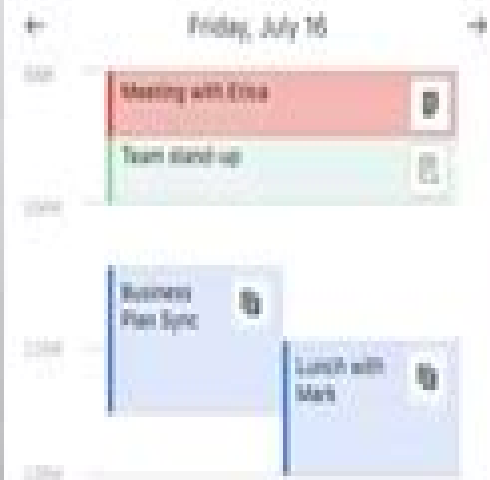 Friday, July 16
Meeting with Erica
Team stand-up
Business
Plan Sync
Lunch with
Mark